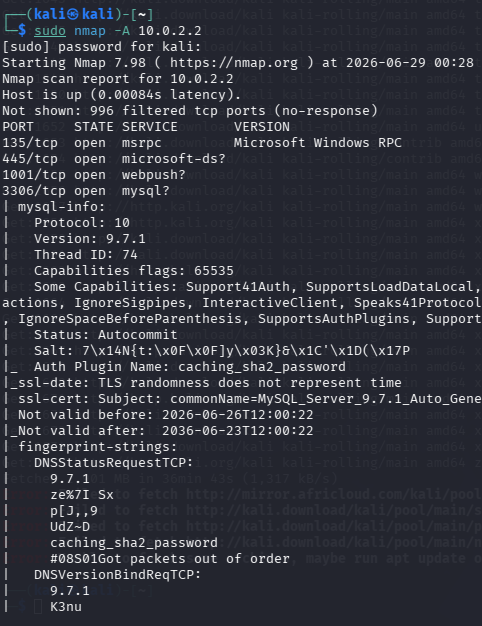 ┌──(kali㉿kali)-[~]
└─$ sudo nmap -A 10.0.2.2
[sudo] password for kali:
Starting Nmap 7.98 ( https://nmap.org ) at 2026-06-29 00:28
Nmap scan report for 10.0.2.2
Host is up (0.00084s latency).
Not shown: 996 filtered tcp ports (no-response)
PORT     STATE SERVICE       VERSION
135/tcp  open  msrpc         Microsoft Windows RPC
445/tcp  open  microsoft-ds?
1001/tcp open  webpush?
3306/tcp open  mysql?
| mysql-info:
|   Protocol: 10
|   Version: 9.7.1
|   Thread ID: 74
|   Capabilities flags: 65535
|   Some Capabilities: Support41Auth, SupportsLoadDataLocal,
actions, IgnoreSigpipes, InteractiveClient, Speaks41Protocol
, IgnoreSpaceBeforeParenthesis, SupportsAuthPlugins, Support
|   Status: Autocommit
|   Salt: 7\x14N{t:\x0F\x0F]y\x03K}&\x1C'\x1D(\x17P
|_  Auth Plugin Name: caching_sha2_password
|_ssl-date: TLS randomness does not represent time
| ssl-cert: Subject: commonName=MySQL_Server_9.7.1_Auto_Gene
| Not valid before: 2026-06-26T12:00:22
|_Not valid after:  2036-06-23T12:00:22
| fingerprint-strings:
|   DNSStatusRequestTCP:
|     9.7.1
|     ze%7I Sx
|     p[J,,9
|     UdZ~D
|     caching_sha2_password
|     #08S01Got packets out of order
|   DNSVersionBindReqTCP:
|     9.7.1
|     K3nu